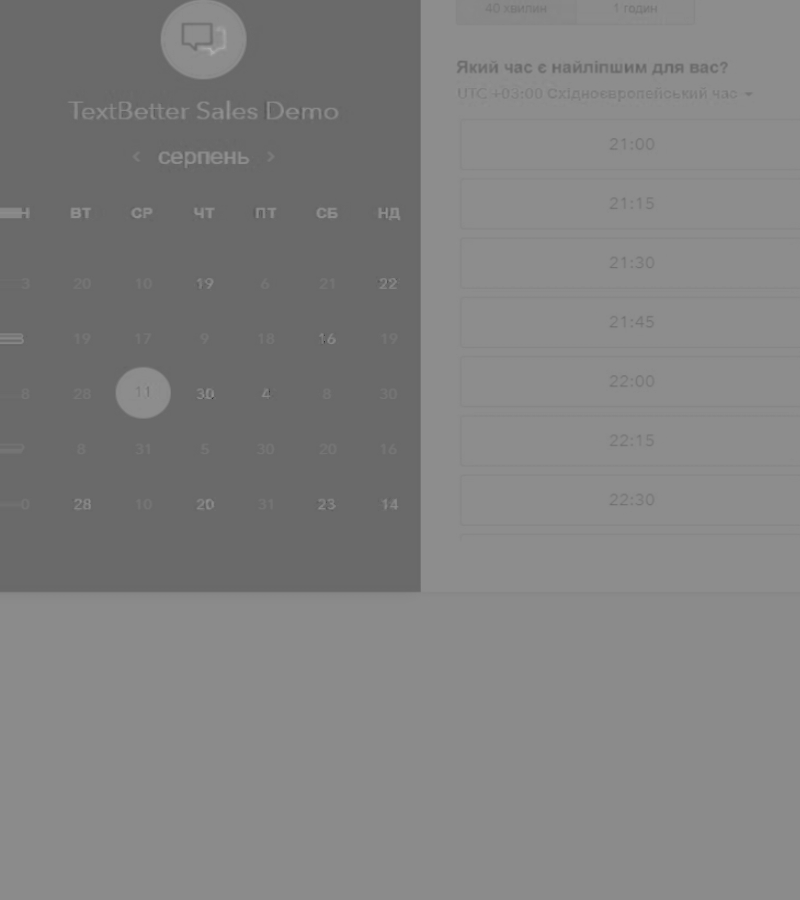 40 хвилин 1 годин
Який час є найліпшим для вас?
UTC +03:00 Східноєвропейський час
TextBetter Sales Demo
серпень
ВТ СР ЧТ ПТ СБ НД
3 20 10 19 6 21 22
19 17 9 18 16 19
8 28 11 30 4 8 30
8 31 5 30 20 16
0 28 10 20 31 23 14
21:00
21:15
21:30
21:45
22:00
22:15
22:30